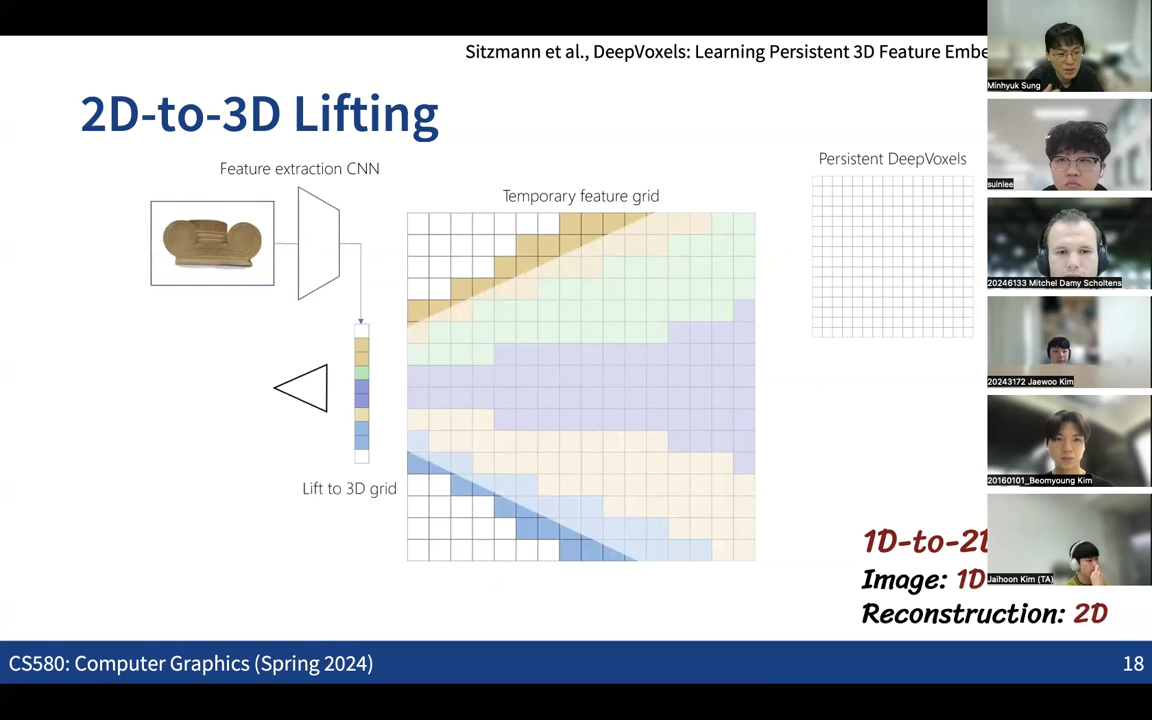 Sitzmann et al., DeepVoxels: Learning Persistent 3D Feature Embe
2D-to-3D Lifting
Feature extraction CNN
Temporary feature grid
Persistent DeepVoxels
Lift to 3D grid
1D-to-2D
Image: 1D
Reconstruction: 2D
CS580: Computer Graphics (Spring 2024)
18
Minhyuk Sung
suinlee
20246133 Mitchel Damy Scholtens
20243172 Jaewoo Kim
20160101_Beomyoung Kim
Jaihoon Kim (TA)